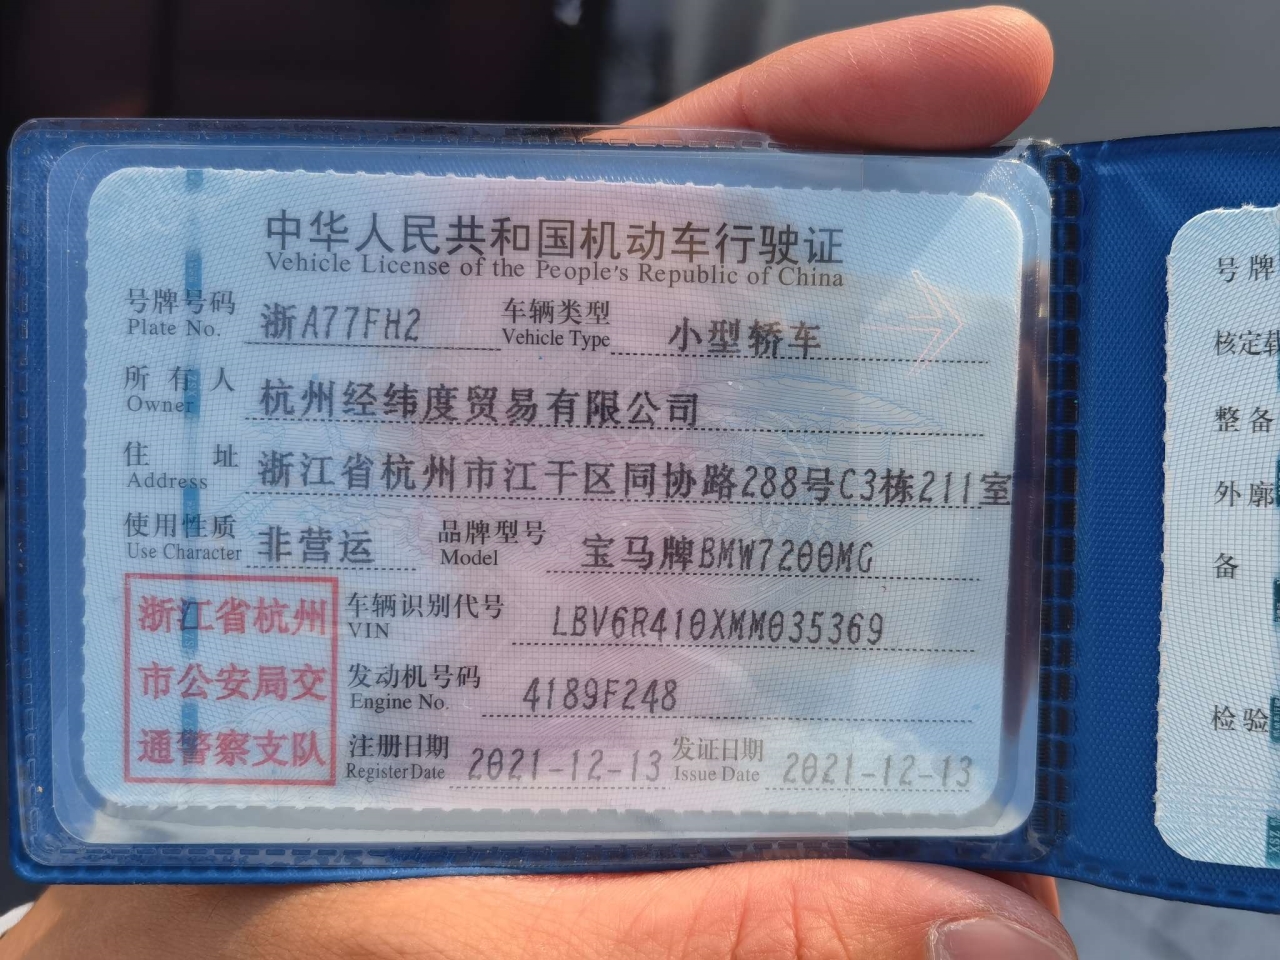 中华人民共和国机动车行驶证
Vehicle License of the People's Republic of China
号牌号码 浙A77FH2 车辆类型 小型轿车
Plate No. Vehicle Type
所有人 杭州经纬度贸易有限公司
Owner
住址 浙江省杭州市江干区同协路288号C3栋211室
Address
使用性质 非营运 品牌型号 宝马牌BMW7200MG
Use Character Model
浙江省杭州
市公安局交
通警察支队
车辆识别代号 LBV6R410XMM035369
VIN
发动机号码 4189F248
Engine No.
注册日期 2021-12-13 发证日期 2021-12-13
Register Date Issue Date
号牌
核定载
整备
外廓
备
检验